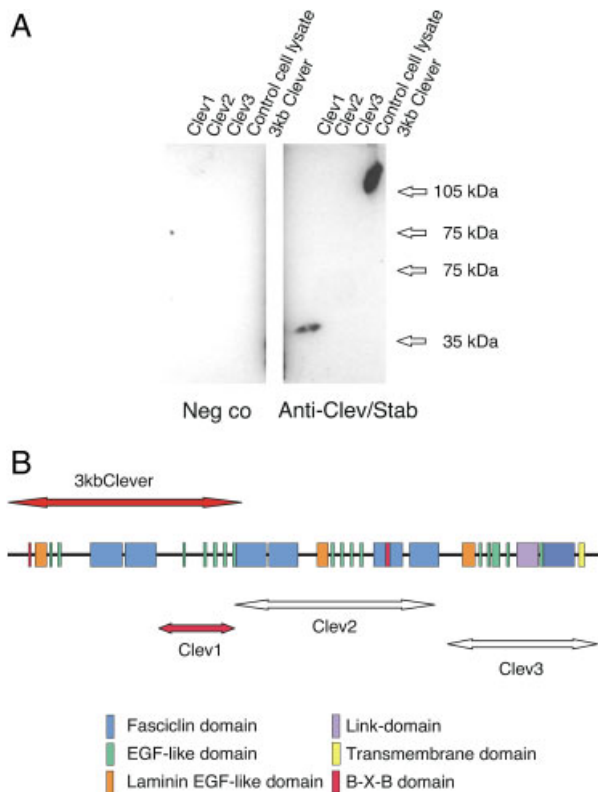 A
Clev1
Clev2
Clev3
Control cell lysate
3kb Clever
Clev1
Clev2
Clev3
Control cell lysate
3kb Clever
105 kDa
75 kDa
75 kDa
35 kDa
Neg co
Anti-Clev/Stab
B
3kbClever
Clev2
Clev1
Clev3
Fasciclin domain
Link-domain
EGF-like domain
Transmembrane domain
Laminin EGF-like domain
B-X-B domain